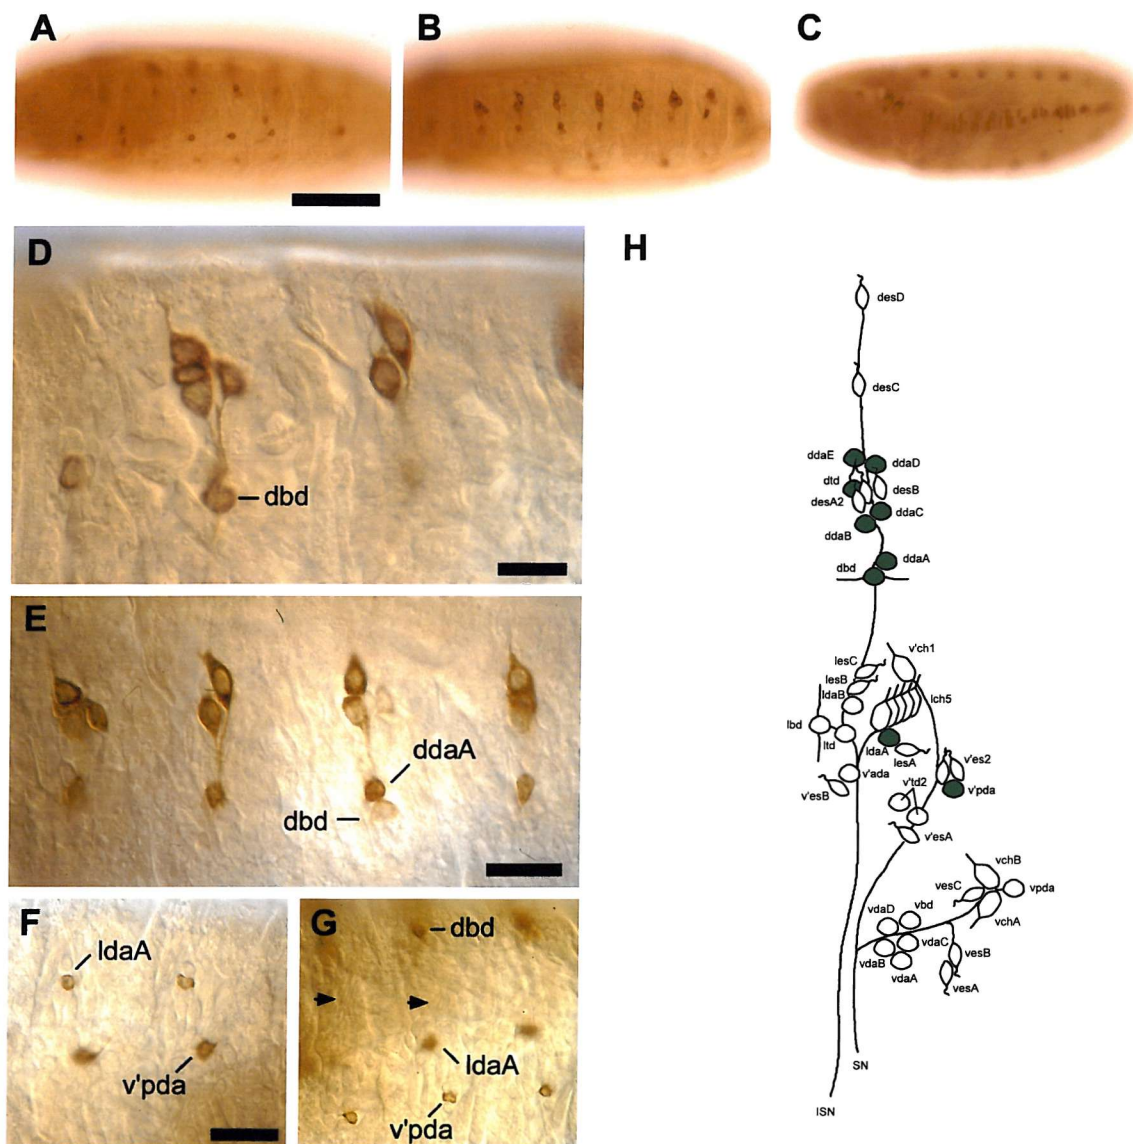 A
B
C
D
dbd
E
ddaA
dbd
F
ldaA
v'pda
G
dbd
ldaA
v'pda
H
desD
desC
ddaE
ddaD
dtd
desB
desA2
ddaC
ddaB
ddaA
dbd
v'ch1
lesC
lesB
ldaB
lch5
lbd
ltd
ldaA
lesA
v'es2
v'ada
v'pda
v'esB
v'td2
v'esA
vchB
vesC
vpda
vbd
vdaD
vchA
vdaC
vesB
vdaB
vdaA
vesA
SN
ISN